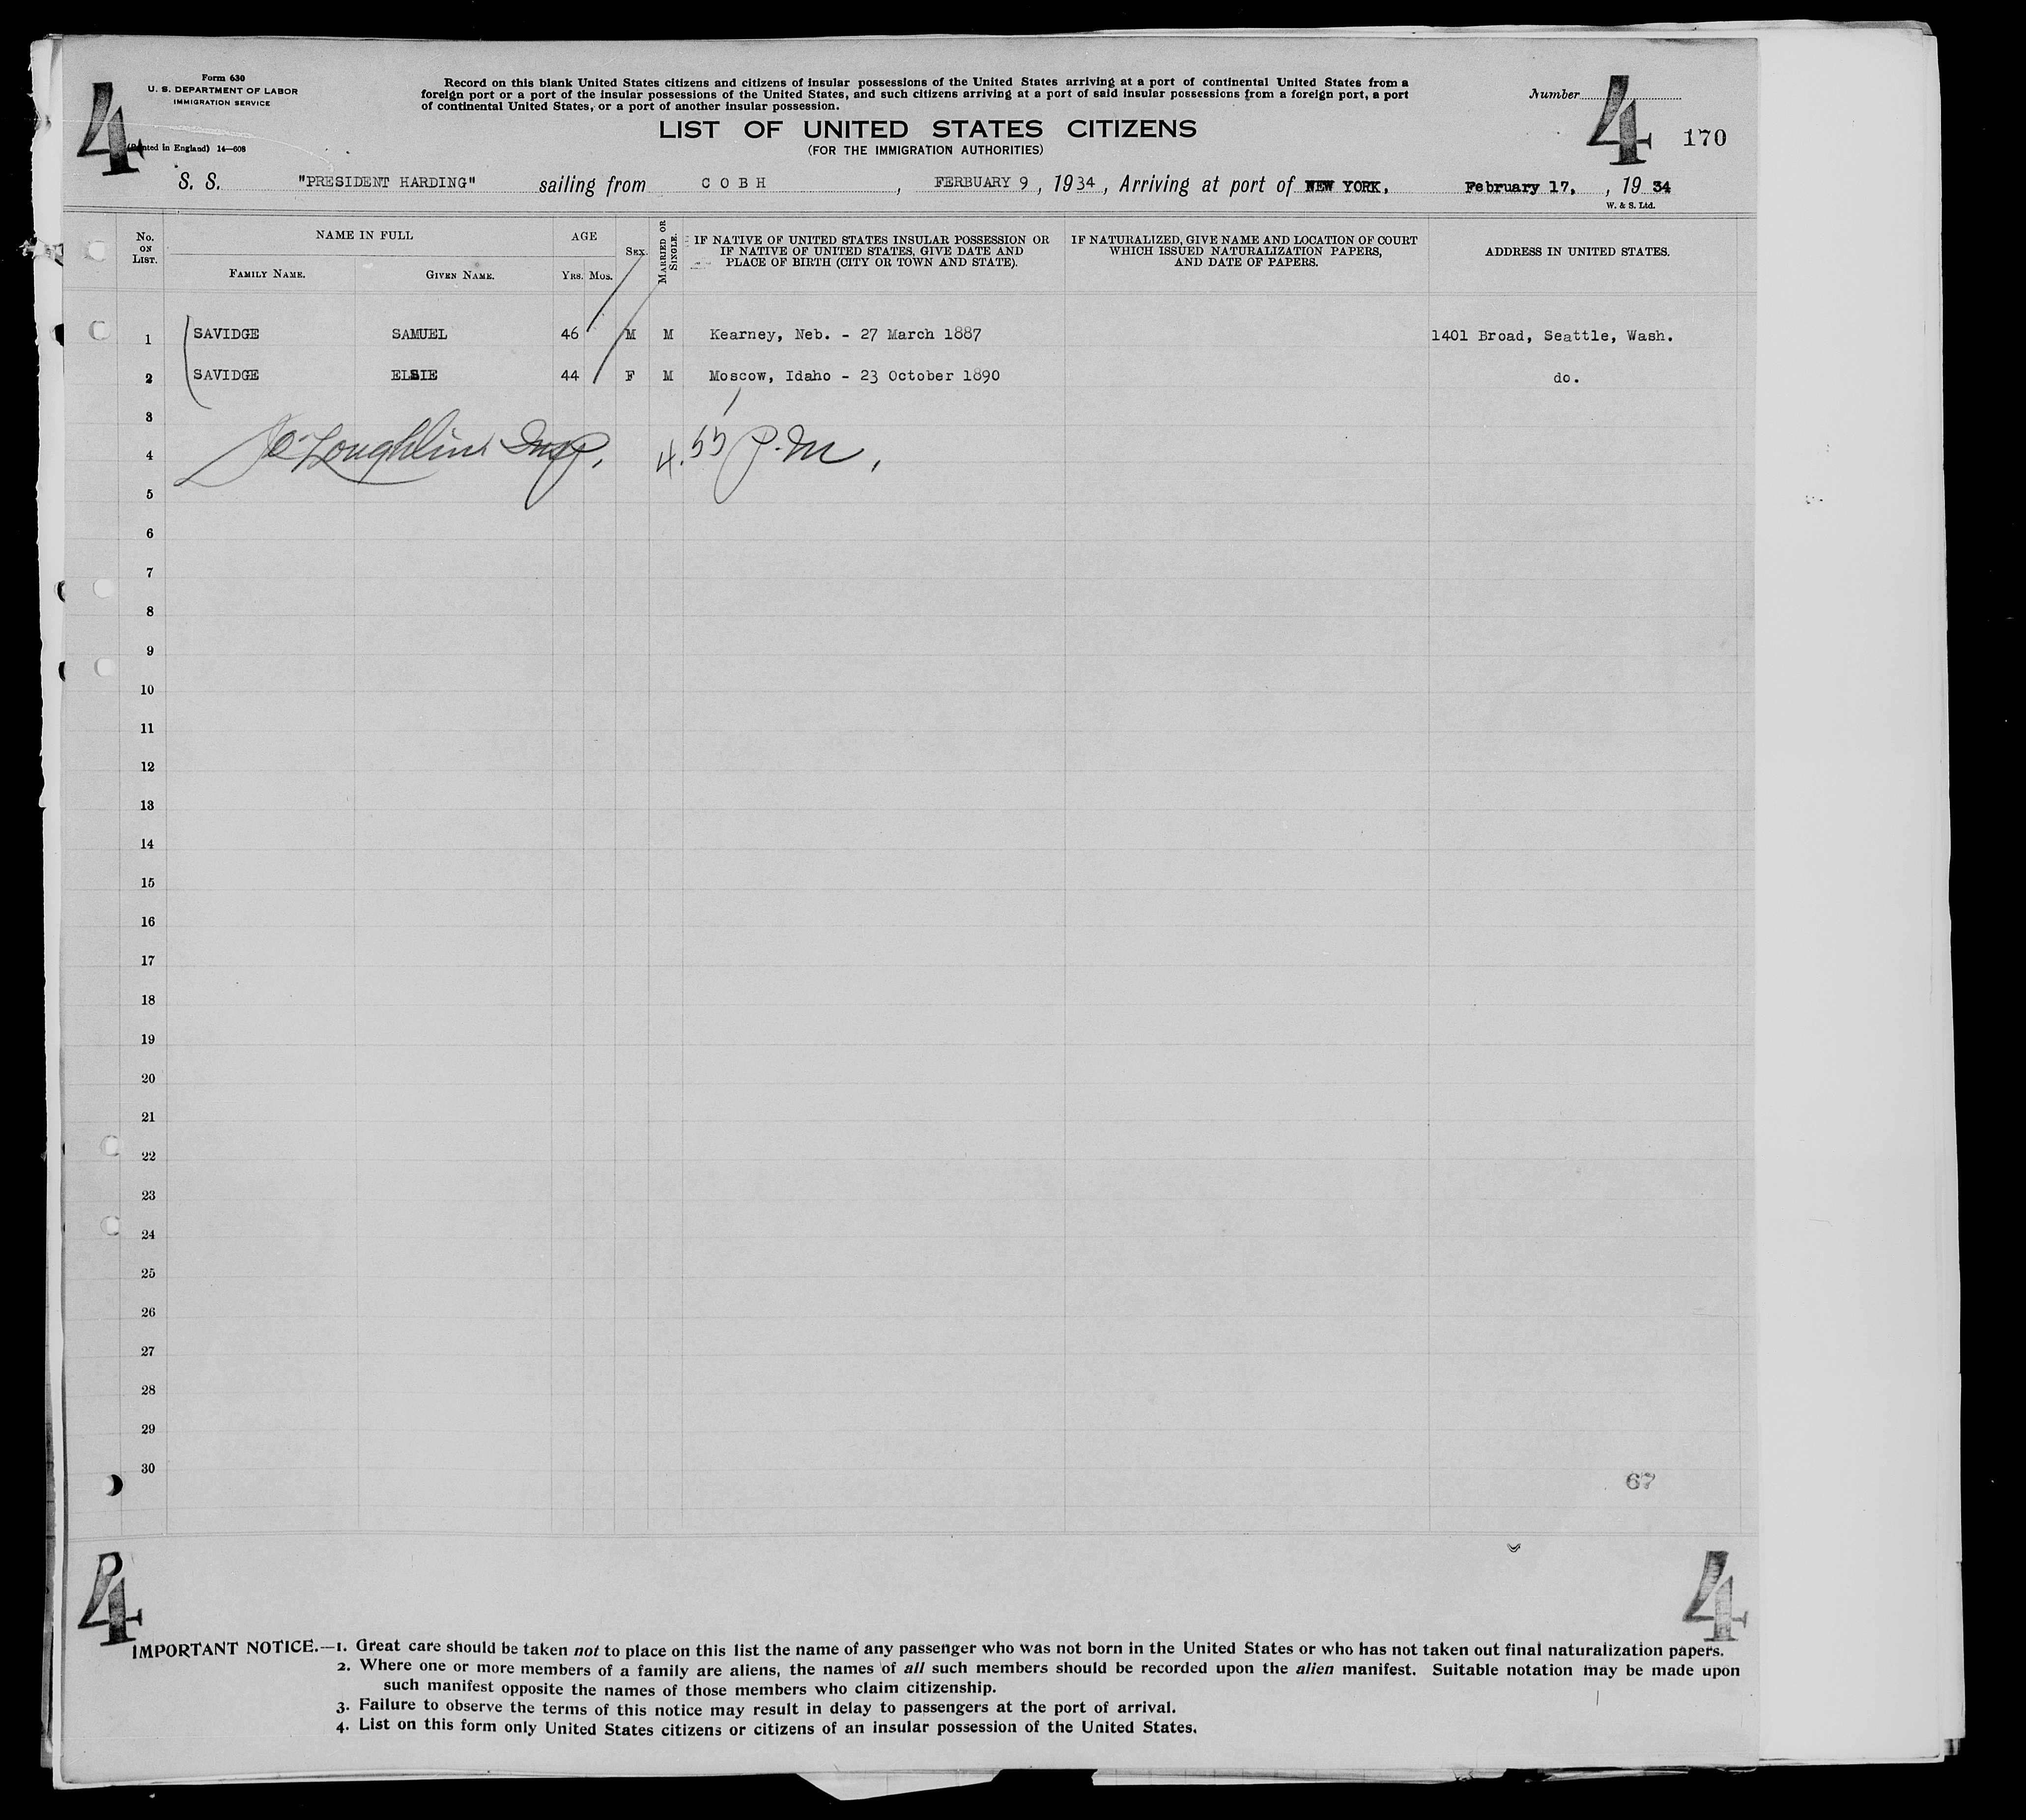 Form 630
U. S. DEPARTMENT OF LABOR
IMMIGRATION SERVICE
(Printed in England) 14—608
4
Record on this blank United States citizens and citizens of insular possessions of the United States arriving at a port of continental United States from a
foreign port or a port of the insular possessions of the United States, and such citizens arriving at a port of said insular possessions from a foreign port, a port
of continental United States, or a port of another insular possession.
Number
4
170
LIST OF UNITED STATES CITIZENS
(FOR THE IMMIGRATION AUTHORITIES)
S. S. "PRESIDENT HARDING" sailing from COBH, FERBUARY 9, 1934, Arriving at port of NEW YORK, February 17, , 19 34
W. & S. Ltd.
No. ON LIST. NAME IN FULL AGE SEX. MARRIED OR SINGLE. IF NATIVE OF UNITED STATES INSULAR POSSESSION OR IF NATIVE OF UNITED STATES, GIVE DATE AND PLACE OF BIRTH (CITY OR TOWN AND STATE). IF NATURALIZED, GIVE NAME AND LOCATION OF COURT WHICH ISSUED NATURALIZATION PAPERS, AND DATE OF PAPERS. ADDRESS IN UNITED STATES.
FAMILY NAME. GIVEN NAME. YRS. MOS.
1 SAVIDGE SAMUEL 46 M M Kearney, Neb. - 27 March 1887 1401 Broad, Seattle, Wash.
2 SAVIDGE ELSIE 44 F M Moscow, Idaho - 23 October 1890 do.
3
4 Insp. 4.55 P.M.
5
6
7
8
9
10
11
12
13
14
15
16
17
18
19
20
21
22
23
24
25
26
27
28
29
30
67
4
4
IMPORTANT NOTICE.—1. Great care should be taken not to place on this list the name of any passenger who was not born in the United States or who has not taken out final naturalization papers.
2. Where one or more members of a family are aliens, the names of all such members should be recorded upon the alien manifest. Suitable notation may be made upon
such manifest opposite the names of those members who claim citizenship.
3. Failure to observe the terms of this notice may result in delay to passengers at the port of arrival.
4. List on this form only United States citizens or citizens of an insular possession of the United States.